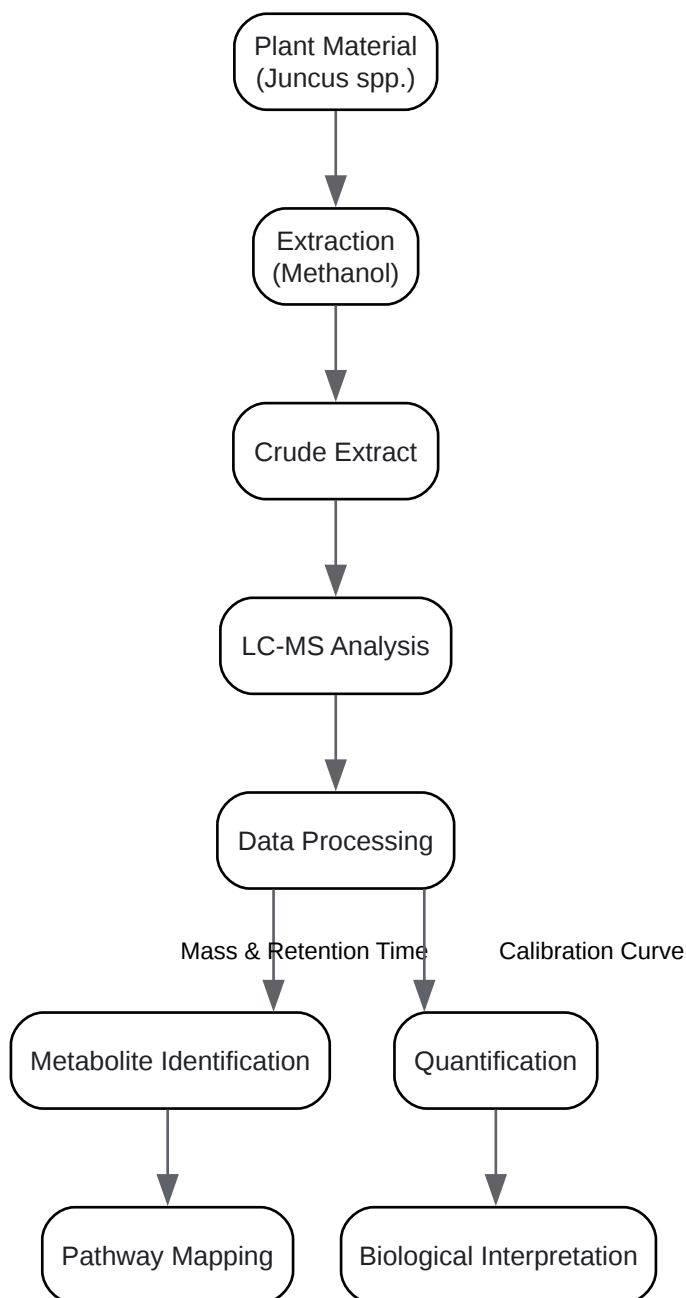 Plant Material
(Juncus spp.)
Extraction
(Methanol)
Crude Extract
LC-MS Analysis
Data Processing
Mass & Retention Time
Calibration Curve
Metabolite Identification
Quantification
Pathway Mapping
Biological Interpretation